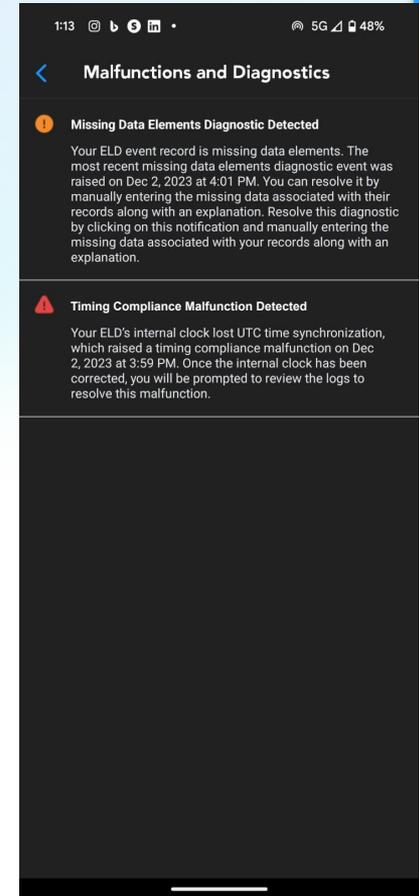 1:13 b S in 5G 48%
Malfunctions and Diagnostics
Missing Data Elements Diagnostic Detected
Your ELD event record is missing data elements. The
most recent missing data elements diagnostic event was
raised on Dec 2, 2023 at 4:01 PM. You can resolve it by
manually entering the missing data associated with their
records along with an explanation. Resolve this diagnostic
by clicking on this notification and manually entering the
missing data associated with your records along with an
explanation.
Timing Compliance Malfunction Detected
Your ELD's internal clock lost UTC time synchronization,
which raised a timing compliance malfunction on Dec
2, 2023 at 3:59 PM. Once the internal clock has been
corrected, you will be prompted to review the logs to
resolve this malfunction.